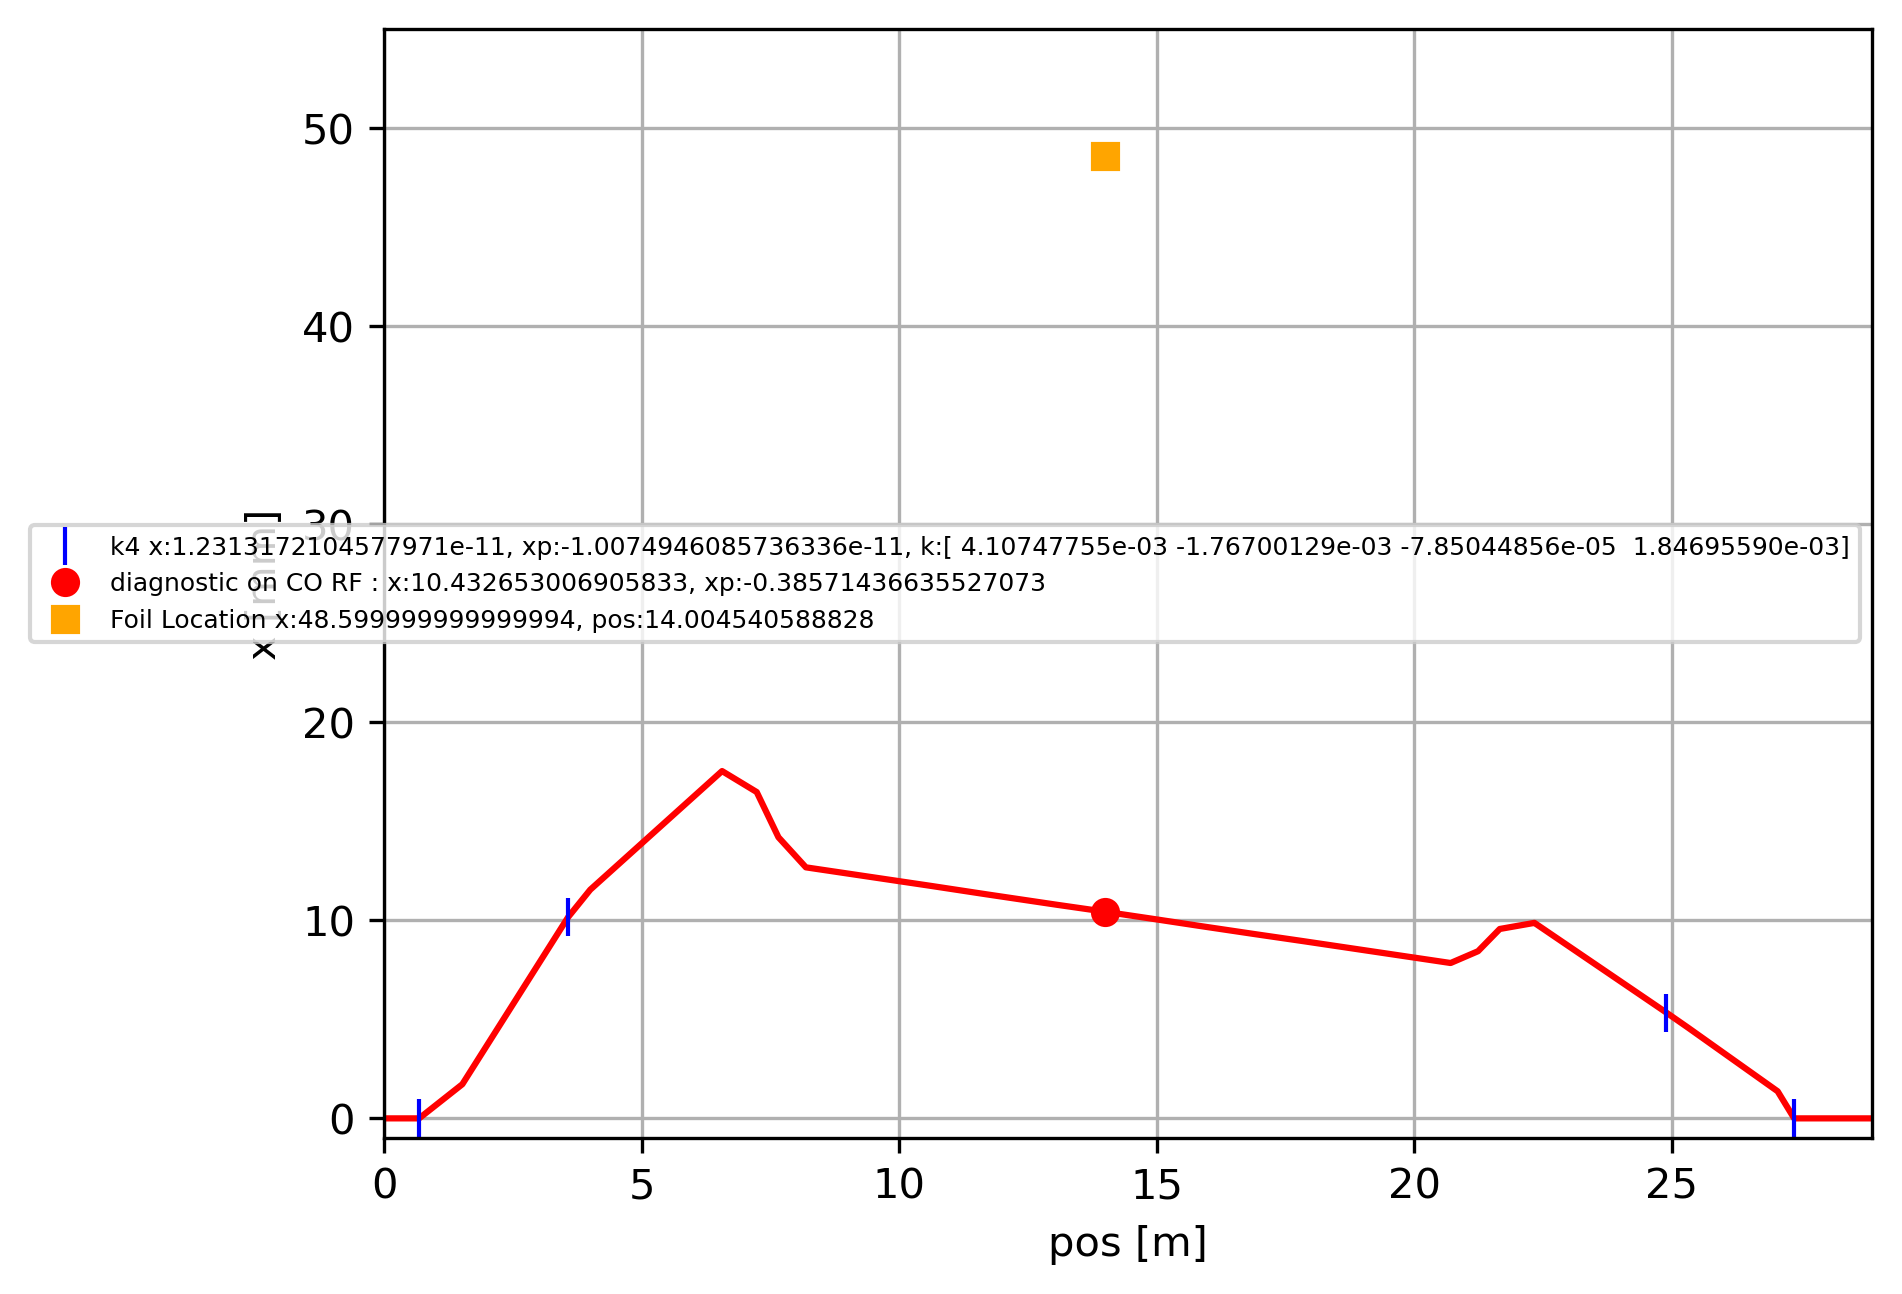 50
40
30
20
10
0
x [mm]
k4 x:1.2313172104577971e-11, xp:-1.0074946085736336e-11, k:[ 4.10747755e-03 -1.76700129e-03 -7.85044856e-05  1.84695590e-03]
diagnostic on CO RF : x:10.432653006905833, xp:-0.38571436635527073
Foil Location x:48.599999999999994, pos:14.004540588828
0 5 10 15 20 25
pos [m]